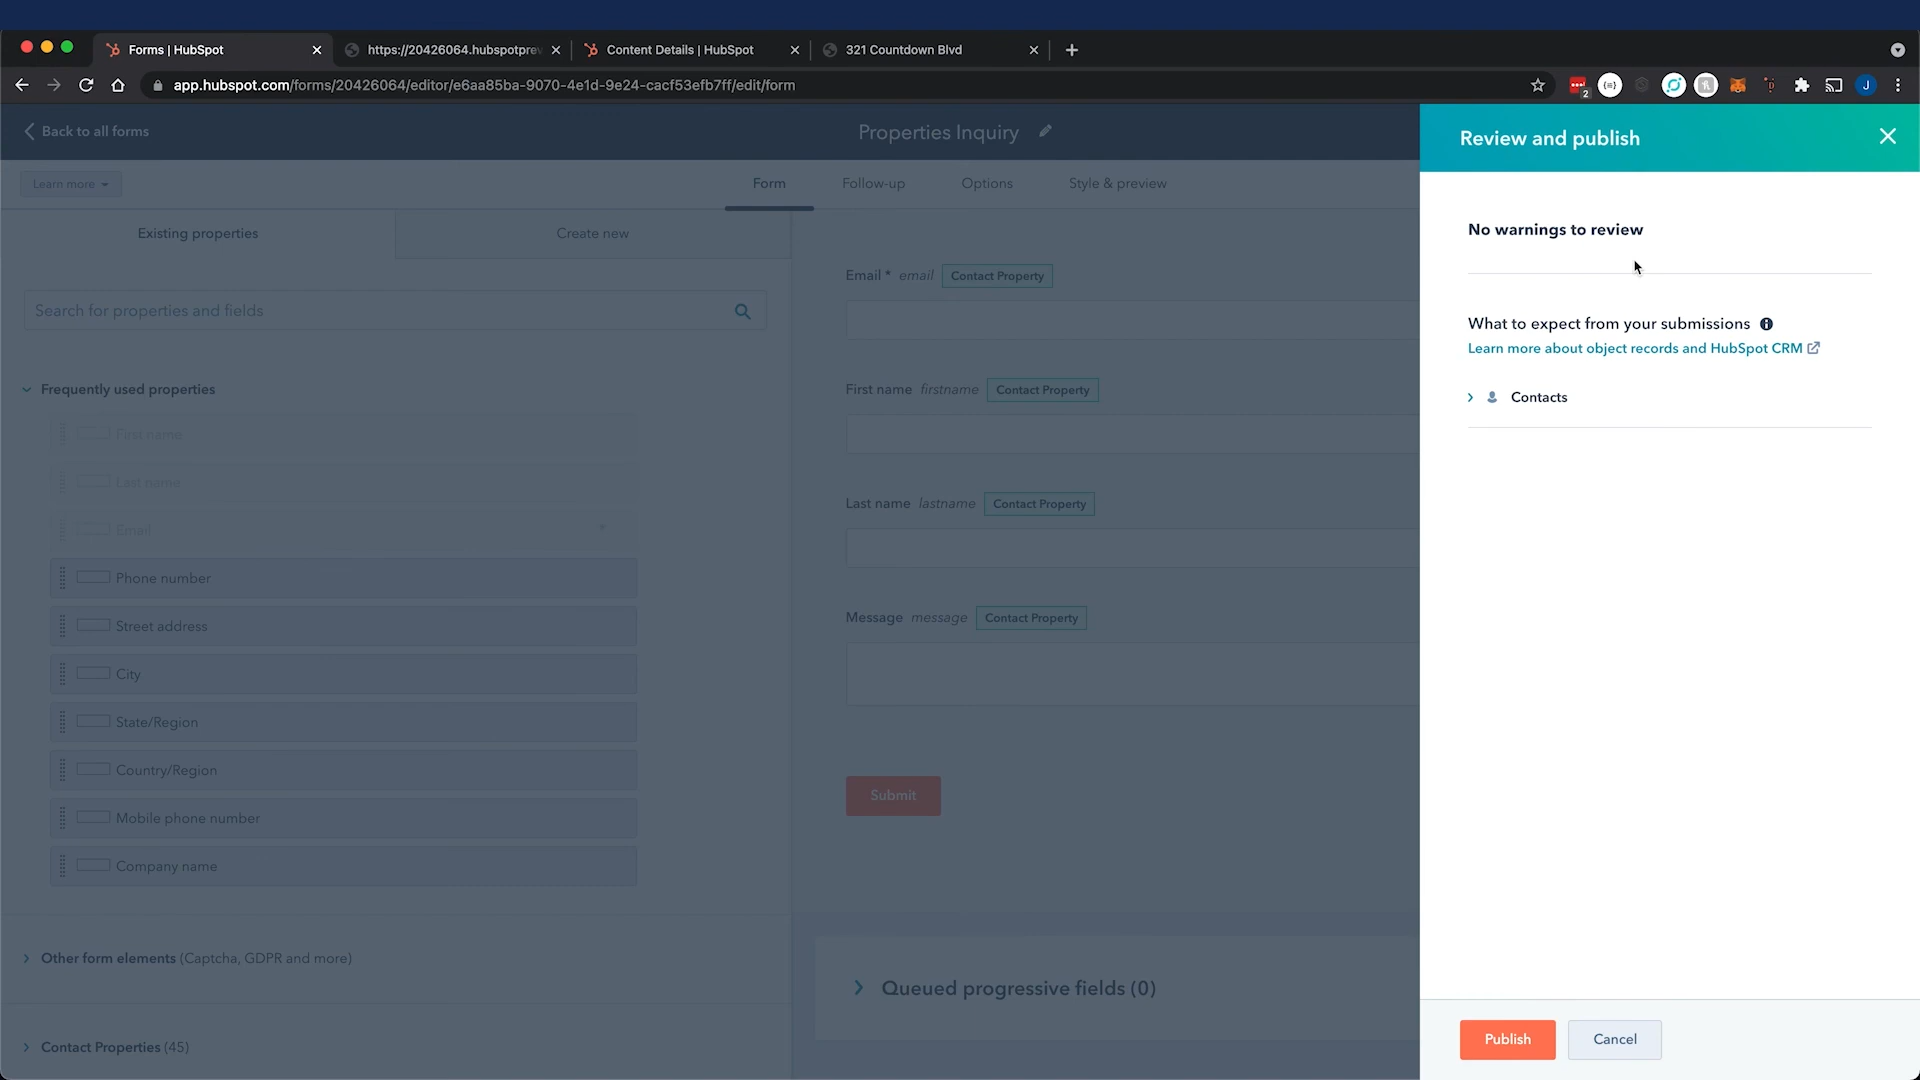 Forms | HubSpot
https://20426064.hubspotprev
Content Details | HubSpot
321 Countdown Blvd
app.hubspot.com/forms/20426064/editor/e6aa85ba-9070-4e1d-9e24-cacf53efb7ff/edit/form
2
J
Back to all forms
Properties Inquiry
Review and publish
Learn more
Form
Follow-up
Options
Style & preview
Existing properties
Create new
No warnings to review
Email * email Contact Property
Search for properties and fields
What to expect from your submissions
Learn more about object records and HubSpot CRM
Frequently used properties
First name firstname Contact Property
Contacts
First name
Last name
Last name lastname Contact Property
Email
Phone number
Street address
Message message Contact Property
City
State/Region
Country/Region
Submit
Mobile phone number
Company name
Other form elements (Captcha, GDPR and more)
Queued progressive fields (0)
Contact Properties (45)
Publish
Cancel